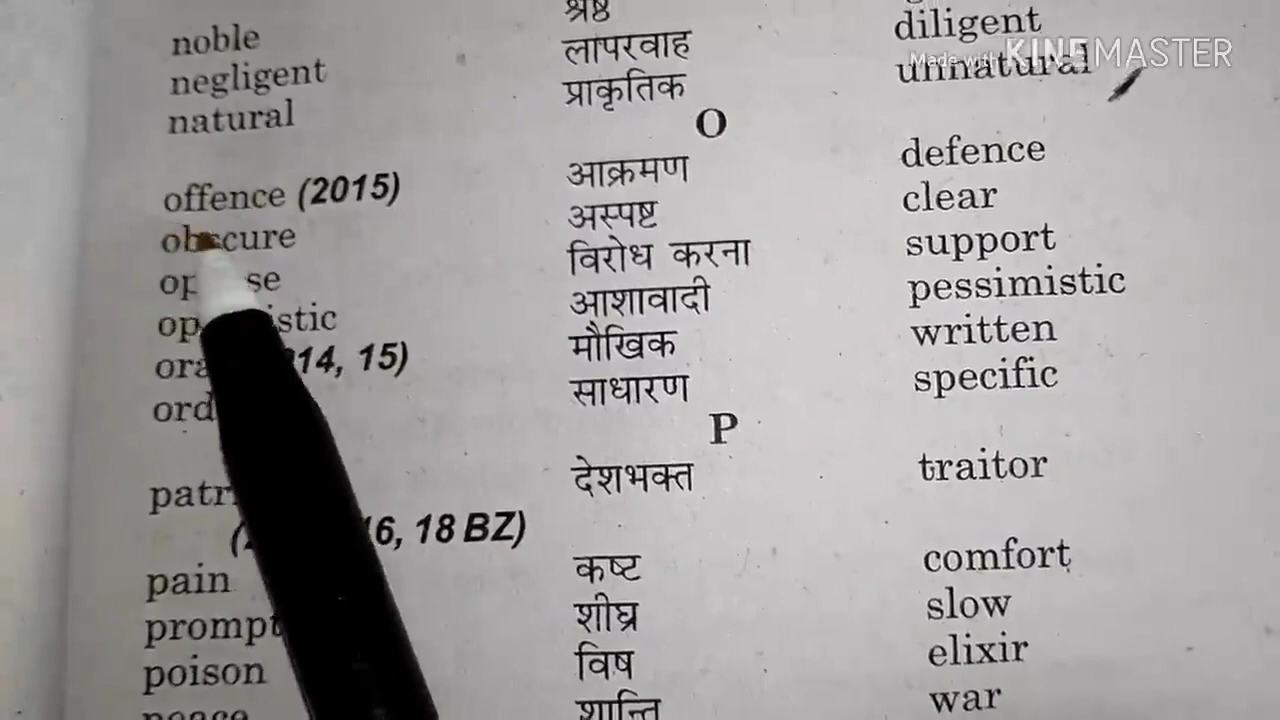 श्रेष्ठ
noble लापरवाह diligent
negligent प्राकृतिक unnatural
natural
Made with KINEMASTER
O
offence (2015) आक्रमण defence
obscure अस्पष्ट clear
विरोध करना support
आशावादी pessimistic
15) मौखिक written
साधारण specific
P
देशभक्त traitor
18 BZ)
pain कष्ट comfort
prompt शीघ्र slow
poison विष elixir
peace शान्ति war